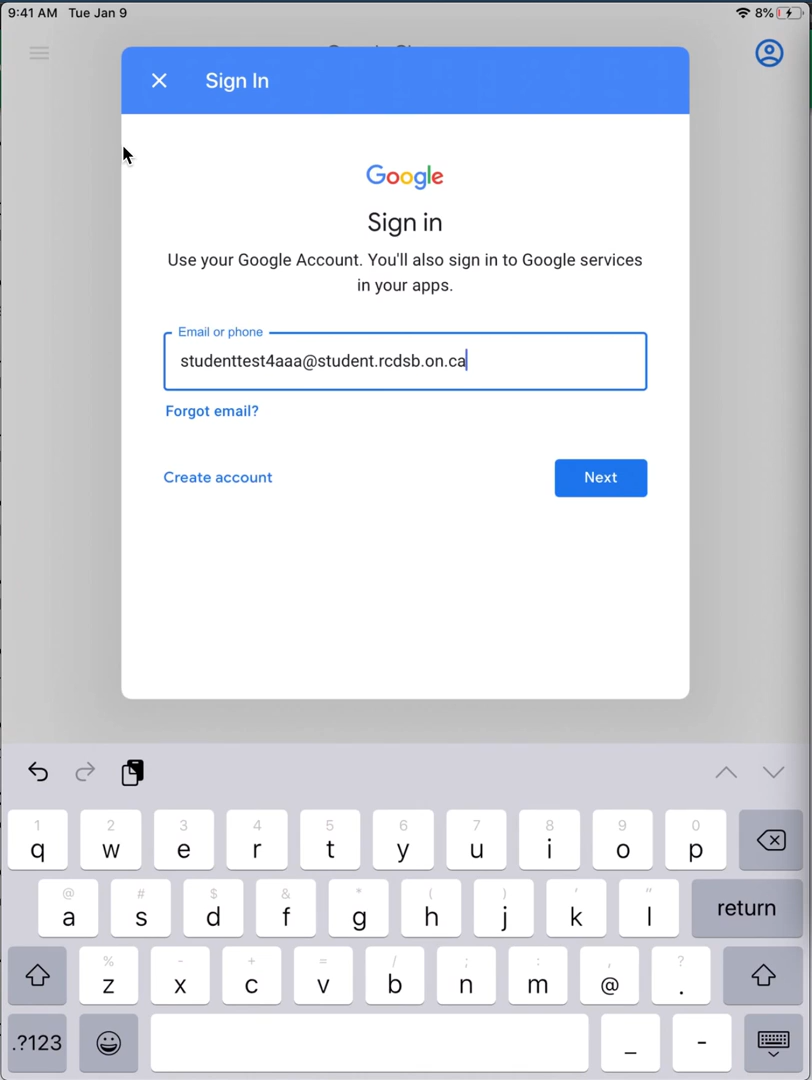 9:41 AM Tue Jan 9 8%
Sign In
Google
Sign in
Use your Google Account. You'll also sign in to Google services
in your apps.
Email or phone
studenttest4aaa@student.rcdsb.on.ca
Forgot email?
Create account Next
1 2 3 4 5 6 7 8 9 0
q w e r t y u i o p
@ # $ & * ( ) ' "
a s d f g h j k l return
% - + = / ; : , ?
z x c v b n m @ .
.?123 _ -